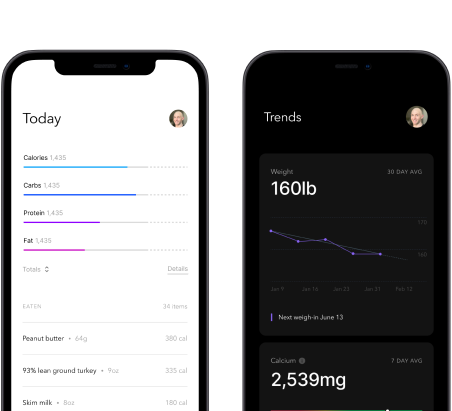 Today
Calories 1,435
Carbs 1,435
Protein 1,435
Fat 1,435
Totals
Details
EATEN
34 items
Peanut butter • 64g
380 cal
93% lean ground turkey • 9oz
335 cal
Skim milk • 8oz
180 cal
Trends
Weight
30 DAY AVG
160lb
170
160
Jan 9 Jan 16 Jan 23 Jan 31 Feb 12
Next weigh-in June 13
Calcium
7 DAY AVG
2,539mg